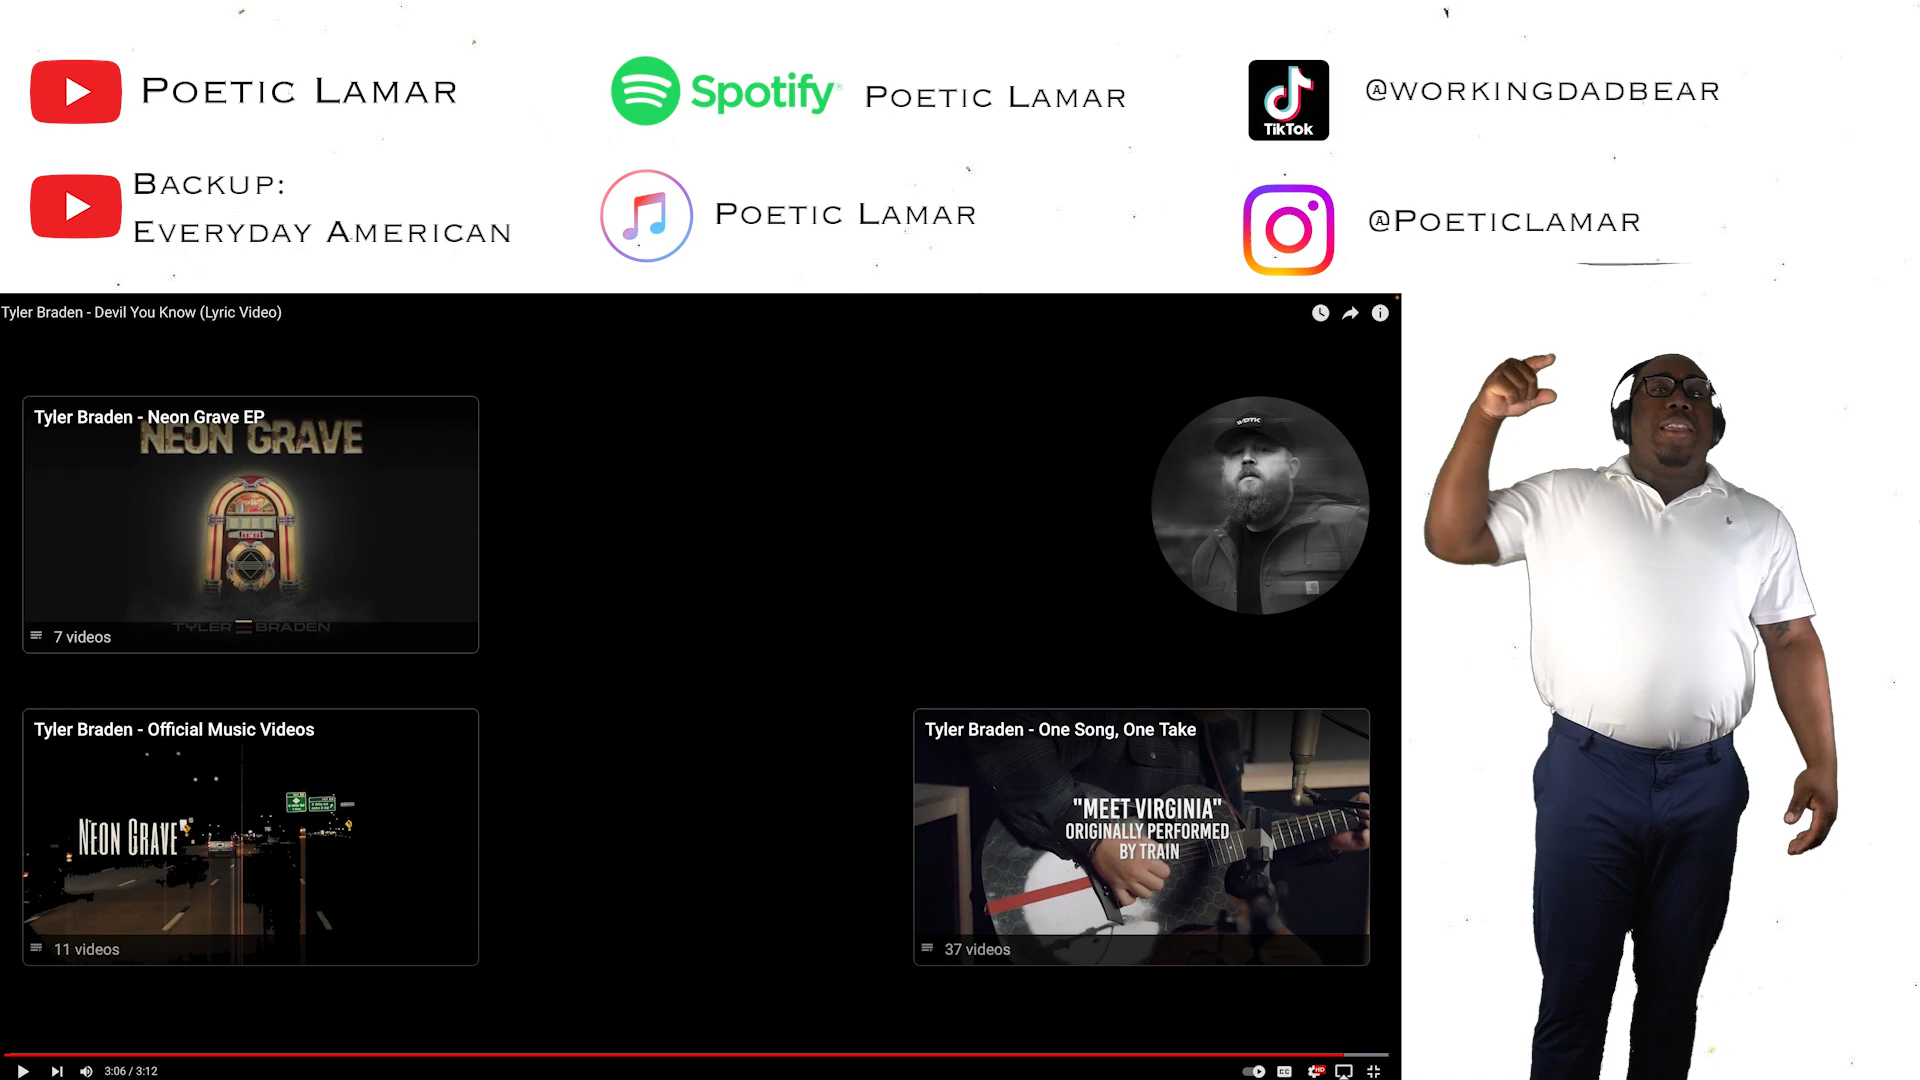 POETIC LAMAR
Spotify
POETIC LAMAR
TikTok
@WORKINGDADBEAR
BACKUP:
EVERYDAY AMERICAN
POETIC LAMAR
@POETICLAMAR
Tyler Braden - Devil You Know (Lyric Video)
Tyler Braden - Neon Grave EP
NEON GRAVE
TYLER BRADEN
7 videos
WDTK
Tyler Braden - Official Music Videos
NEON GRAVE
11 videos
Tyler Braden - One Song, One Take
"MEET VIRGINIA"
ORIGINALLY PERFORMED
BY TRAIN
37 videos
3:06 / 3:12
CC
HD